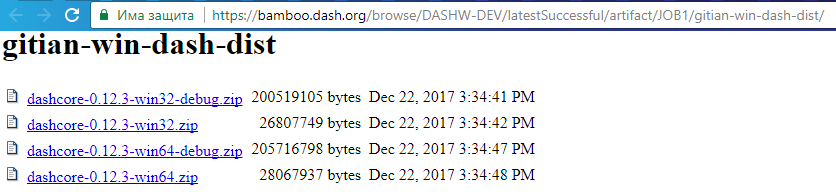 Има защита | https://bamboo.dash.org/browse/DASHW-DEV/latestSuccessful/artifact/JOB1/gitian-win-dash-dist/
gitian-win-dash-dist
dashcore-0.12.3-win32-debug.zip 200519105 bytes Dec 22, 2017 3:34:41 PM
dashcore-0.12.3-win32.zip 26807749 bytes Dec 22, 2017 3:34:42 PM
dashcore-0.12.3-win64-debug.zip 205716798 bytes Dec 22, 2017 3:34:47 PM
dashcore-0.12.3-win64.zip 28067937 bytes Dec 22, 2017 3:34:48 PM